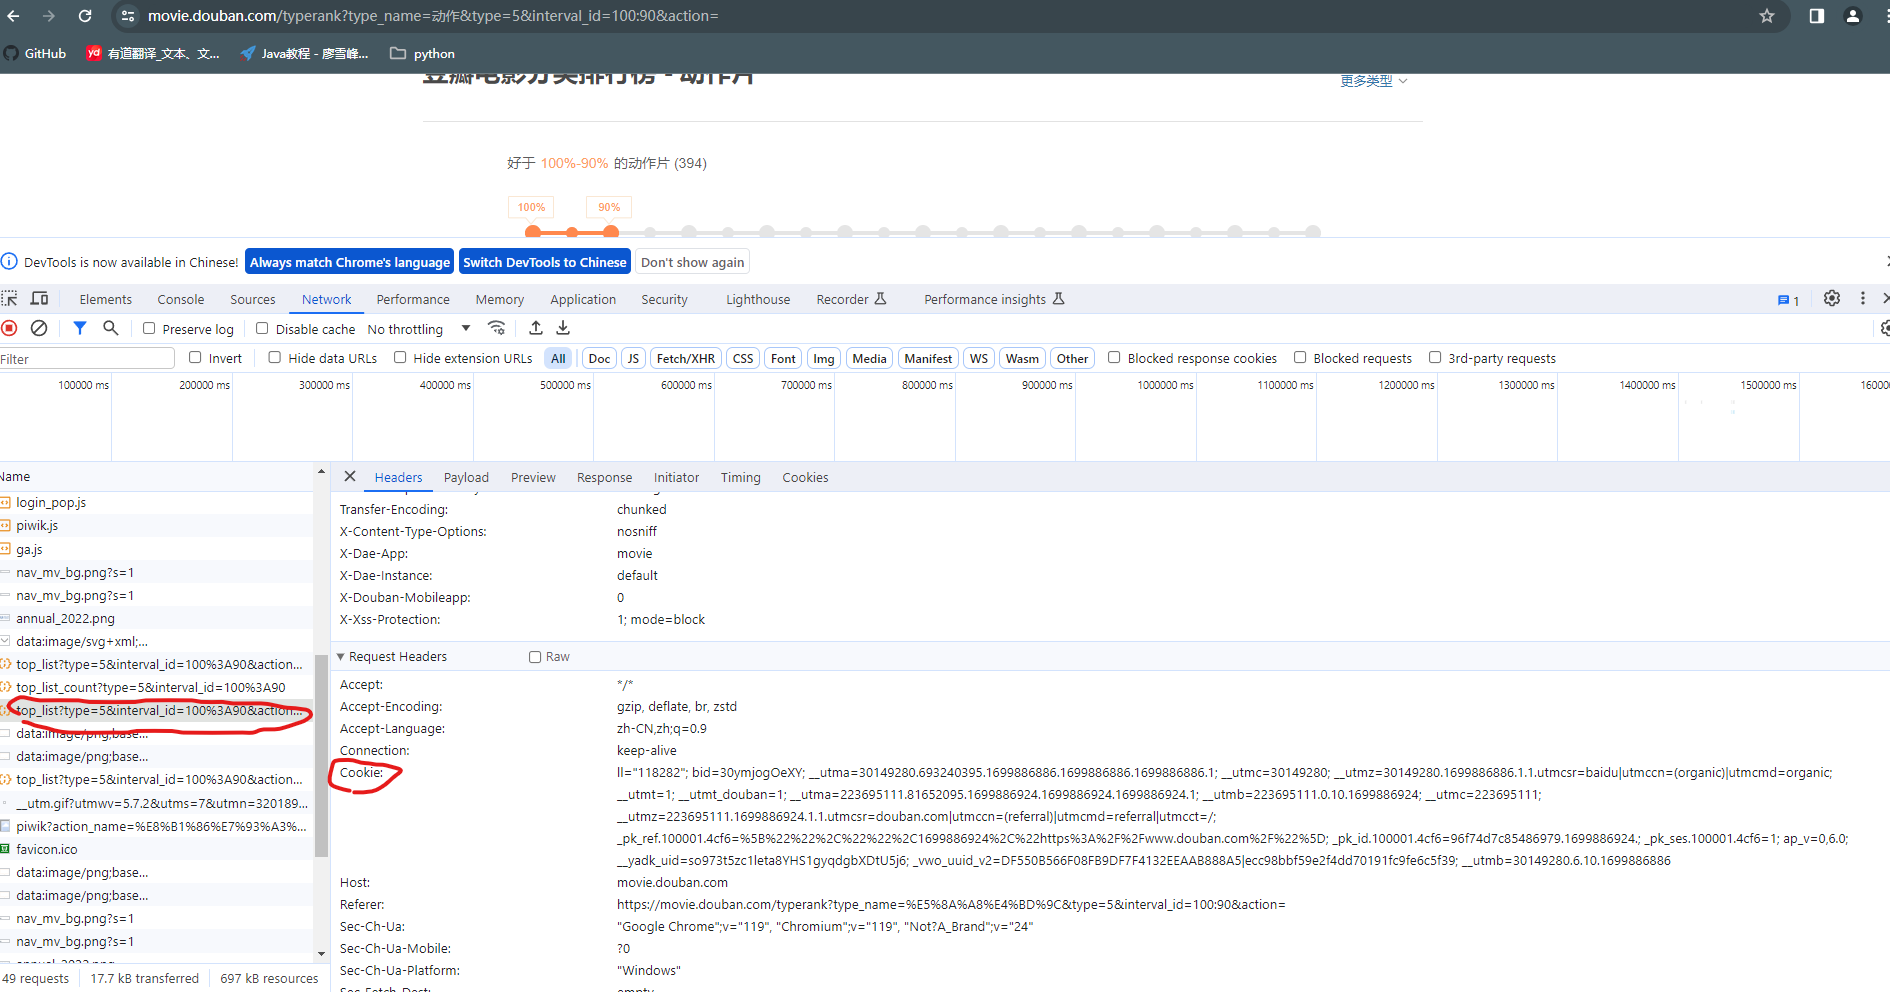 movie.douban.com/typerank?type_name=动作&type=5&interval_id=100:90&action=
GitHub 有道翻译_文本、文... Java教程 - 廖雪峰... python
豆瓣电影分类排行榜 - 动作片
更多类型
好于 100%-90% 的动作片 (394)
100% 90%
DevTools is now available in Chinese! Always match Chrome's language Switch DevTools to Chinese Don't show again
Elements Console Sources Network Performance Memory Application Security Lighthouse Recorder Performance insights 1
Preserve log Disable cache No throttling
Filter Invert Hide data URLs Hide extension URLs All Doc JS Fetch/XHR CSS Font Img Media Manifest WS Wasm Other Blocked response cookies Blocked requests 3rd-party requests
100000 ms 200000 ms 300000 ms 400000 ms 500000 ms 600000 ms 700000 ms 800000 ms 900000 ms 1000000 ms 1100000 ms 1200000 ms 1300000 ms 1400000 ms 1500000 ms 16000
Name
login_pop.js
piwik.js
ga.js
nav_mv_bg.png?s=1
nav_mv_bg.png?s=1
annual_2022.png
data:image/svg+xml;...
top_list?type=5&interval_id=100%3A90&action...
top_list_count?type=5&interval_id=100%3A90
top_list?type=5&interval_id=100%3A90&action...
data:image/png;base...
data:image/png;base...
top_list?type=5&interval_id=100%3A90&action...
__utm.gif?utmwv=5.7.2&utms=7&utmn=320189...
piwik?action_name=%E8%B1%86%E7%93%A3%...
favicon.ico
data:image/png;base...
data:image/png;base...
nav_mv_bg.png?s=1
nav_mv_bg.png?s=1
annual_2022.png
49 requests 17.7 kB transferred 697 kB resources
Headers Payload Preview Response Initiator Timing Cookies
Transfer-Encoding: chunked
X-Content-Type-Options: nosniff
X-Dae-App: movie
X-Dae-Instance: default
X-Douban-Mobileapp: 0
X-Xss-Protection: 1; mode=block
Request Headers Raw
Accept: */*
Accept-Encoding: gzip, deflate, br, zstd
Accept-Language: zh-CN,zh;q=0.9
Connection: keep-alive
Cookie: ll="118282"; bid=30ymjogOeXY; __utma=30149280.693240395.1699886886.1699886886.1699886886.1; __utmc=30149280; __utmz=30149280.1699886886.1.1.utmcsr=baidu|utmccn=(organic)|utmcmd=organic;
__utmt=1; __utmt_douban=1; __utma=223695111.81652095.1699886924.1699886924.1699886924.1; __utmb=223695111.0.10.1699886924; __utmc=223695111;
__utmz=223695111.1699886924.1.1.utmcsr=douban.com|utmccn=(referral)|utmcmd=referral|utmcct=/;
_pk_ref.100001.4cf6=%5B%22%22%2C%22%22%2C1699886924%2C%22https%3A%2F%2Fwww.douban.com%2F%22%5D; _pk_id.100001.4cf6=96f74d7c85486979.1699886924.; _pk_ses.100001.4cf6=1; ap_v=0,6.0;
__yadk_uid=so973t5zc1leta8YHS1gyqdgbXDtU5j6; _vwo_uuid_v2=DF550B566F08FB9DF7F4132EEAAB888A5|ecc98bbf59e2f4dd70191fc9fe6c5f39; __utmb=30149280.6.10.1699886886
Host: movie.douban.com
Referer: https://movie.douban.com/typerank?type_name=%E5%8A%A8%E4%BD%9C&type=5&interval_id=100:90&action=
Sec-Ch-Ua: "Google Chrome";v="119", "Chromium";v="119", "Not?A_Brand";v="24"
Sec-Ch-Ua-Mobile: ?0
Sec-Ch-Ua-Platform: "Windows"
Sec-Fetch-Dest: empty